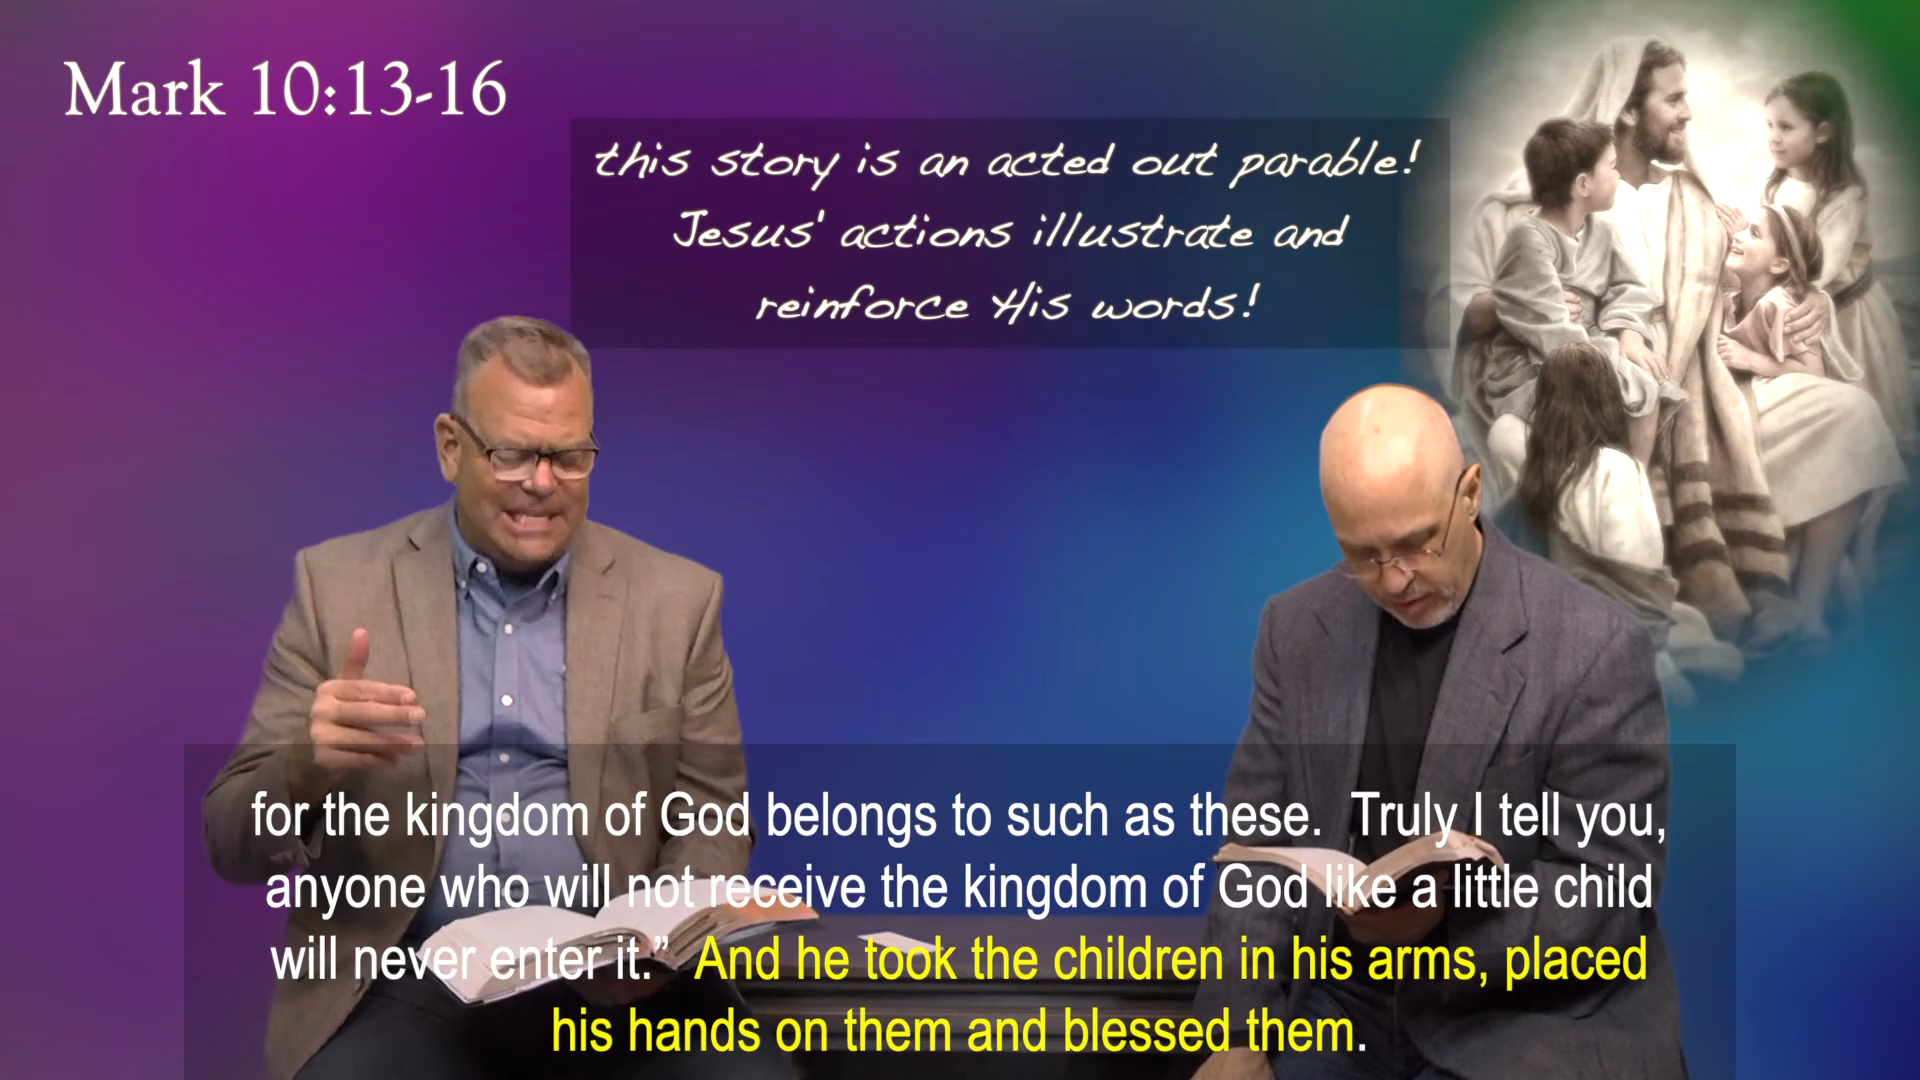 Mark 10:13-16
this story is an acted out parable!
Jesus' actions illustrate and
reinforce His words!
for the kingdom of God belongs to such as these. Truly I tell you,
anyone who will not receive the kingdom of God like a little child
will never enter it.” And he took the children in his arms, placed
his hands on them and blessed them.